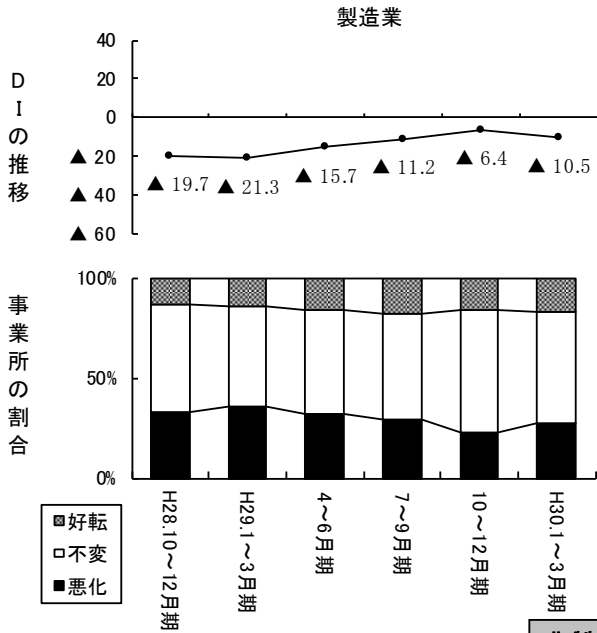 製造業
DIの推移
40
20
0
▲ 20
▲ 40
▲ 60
▲ 19.7
▲ 21.3
▲ 15.7
▲ 11.2
▲ 6.4
▲ 10.5
事業所の割合
100%
50%
0%
H28.10～12月期
H29.1～3月期
4～6月期
7～9月期
10～12月期
H30.1～3月期
好転
不変
悪化